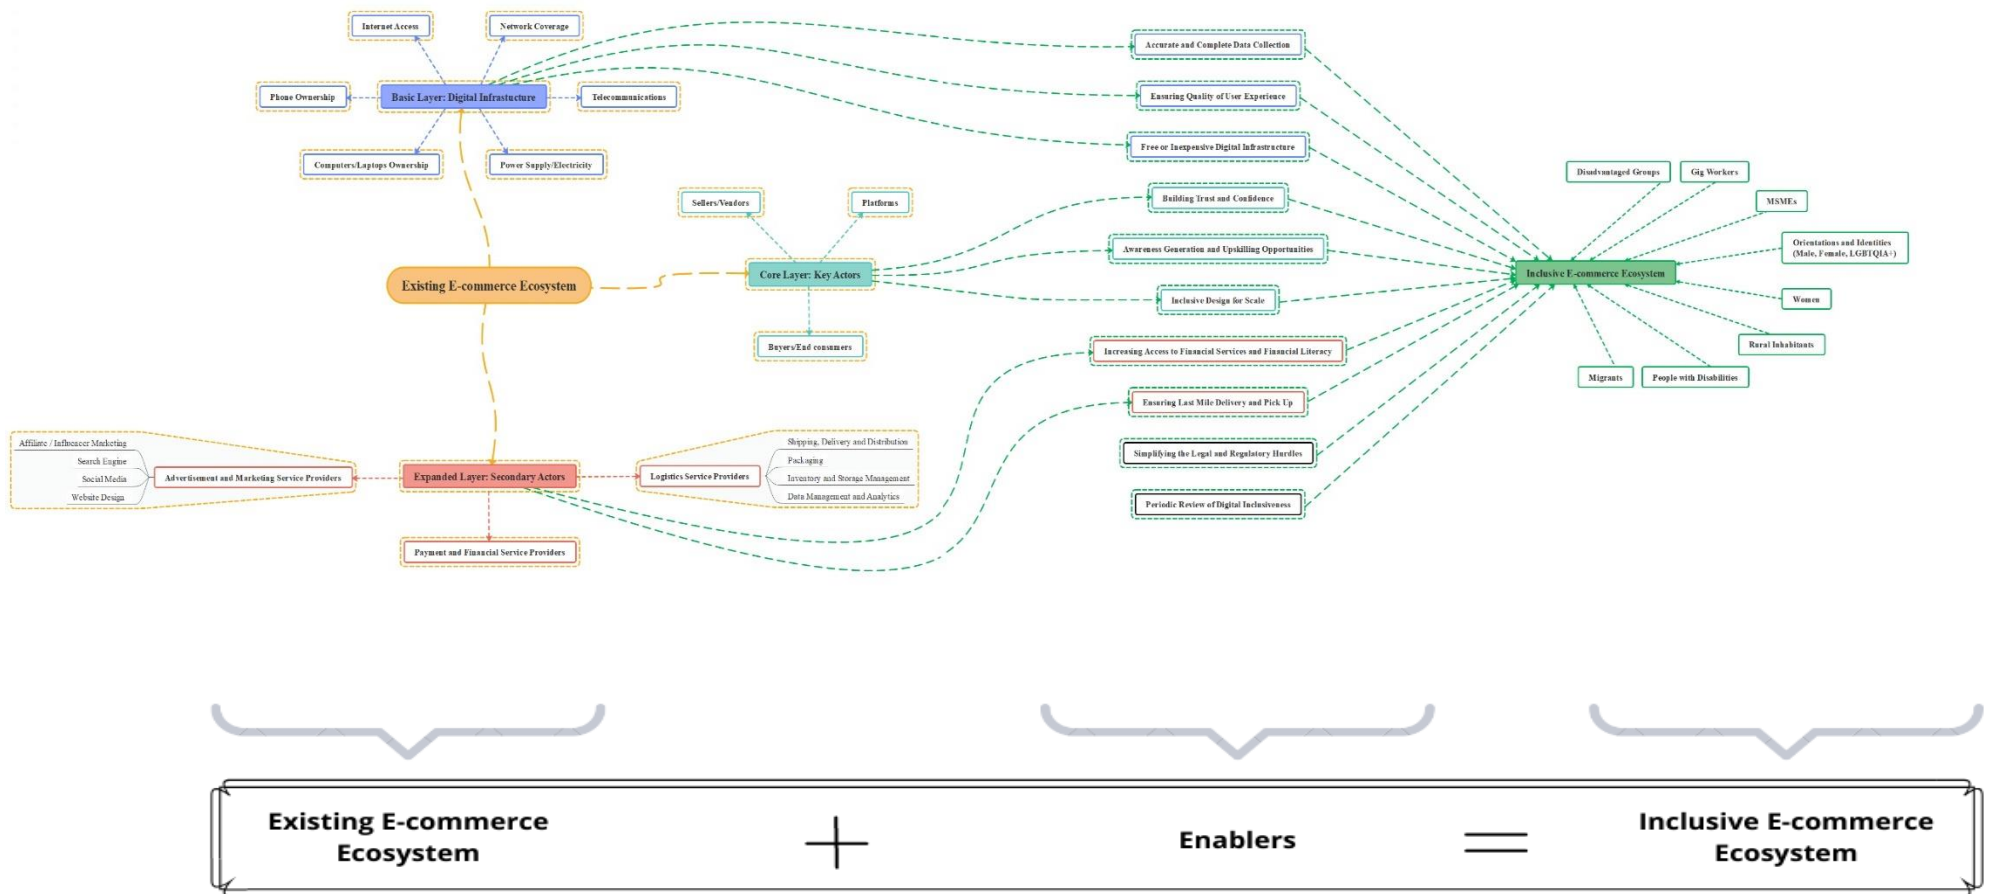 Internet Access
Network Coverage
Phone Ownership
Basic Layer: Digital Infrastucture
Telecommunications
Computers/Laptops Ownership
Power Supply/Electricity
Sellers/Vendors
Platforms
Existing E-commerce Ecosystem
Core Layer: Key Actors
Buyers/End consumers
Affiliate / Influencer Marketing
Search Engine
Social Media
Website Design
Advertisement and Marketing Service Providers
Expanded Layer: Secondary Actors
Logistics Service Providers
Shipping, Delivery and Distribution
Packaging
Inventory and Storage Management
Data Management and Analytics
Payment and Financial Service Providers
Accurate and Complete Data Collection
Ensuring Quality of User Experience
Free or Inexpensive Digital Infrastructure
Building Trust and Confidence
Awareness Generation and Upskilling Opportunities
Inclusive Design for Scale
Increasing Access to Financial Services and Financial Literacy
Ensuring Last Mile Delivery and Pick Up
Simplifying the Legal and Regulatory Hurdles
Periodic Review of Digital Inclusiveness
Disadvantaged Groups
Gig Workers
MSMEs
Orientations and Identities
(Male, Female, LGBTQIA+)
Inclusive E-commerce Ecosystem
Women
Rural Inhabitants
Migrants
People with Disabilities
Existing E-commerce
Ecosystem
+
Enablers
=
Inclusive E-commerce
Ecosystem